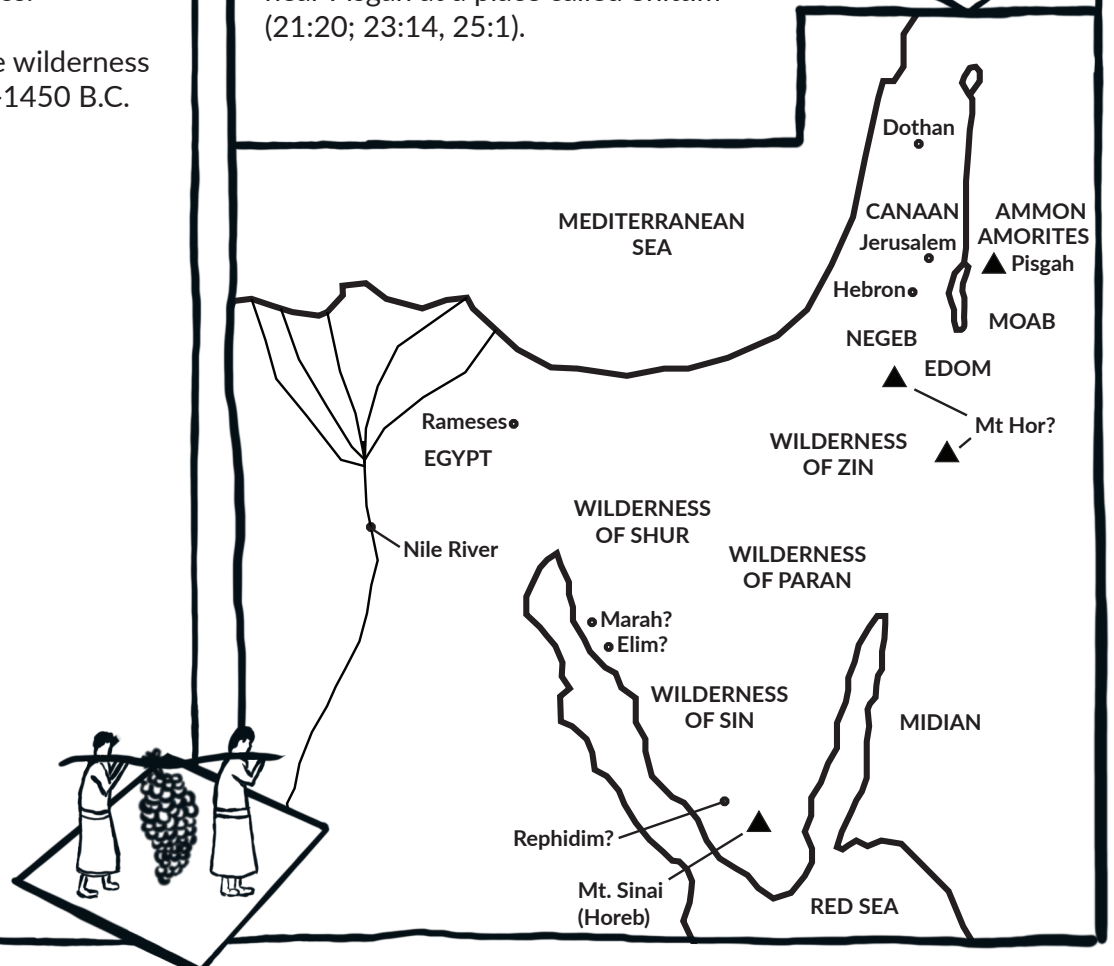 (21:20; 23:14, 25:1).
wilderness
1450 B.C.
Dothan
MEDITERRANEAN
SEA
CANAAN
Jerusalem
AMMON
AMORITES
Pisgah
Hebron
MOAB
NEGEB
EDOM
Mt Hor?
Rameses
EGYPT
WILDERNESS
OF ZIN
WILDERNESS
OF SHUR
Nile River
WILDERNESS
OF PARAN
Marah?
Elim?
WILDERNESS
OF SIN
MIDIAN
Rephidim?
Mt. Sinai
(Horeb)
RED SEA